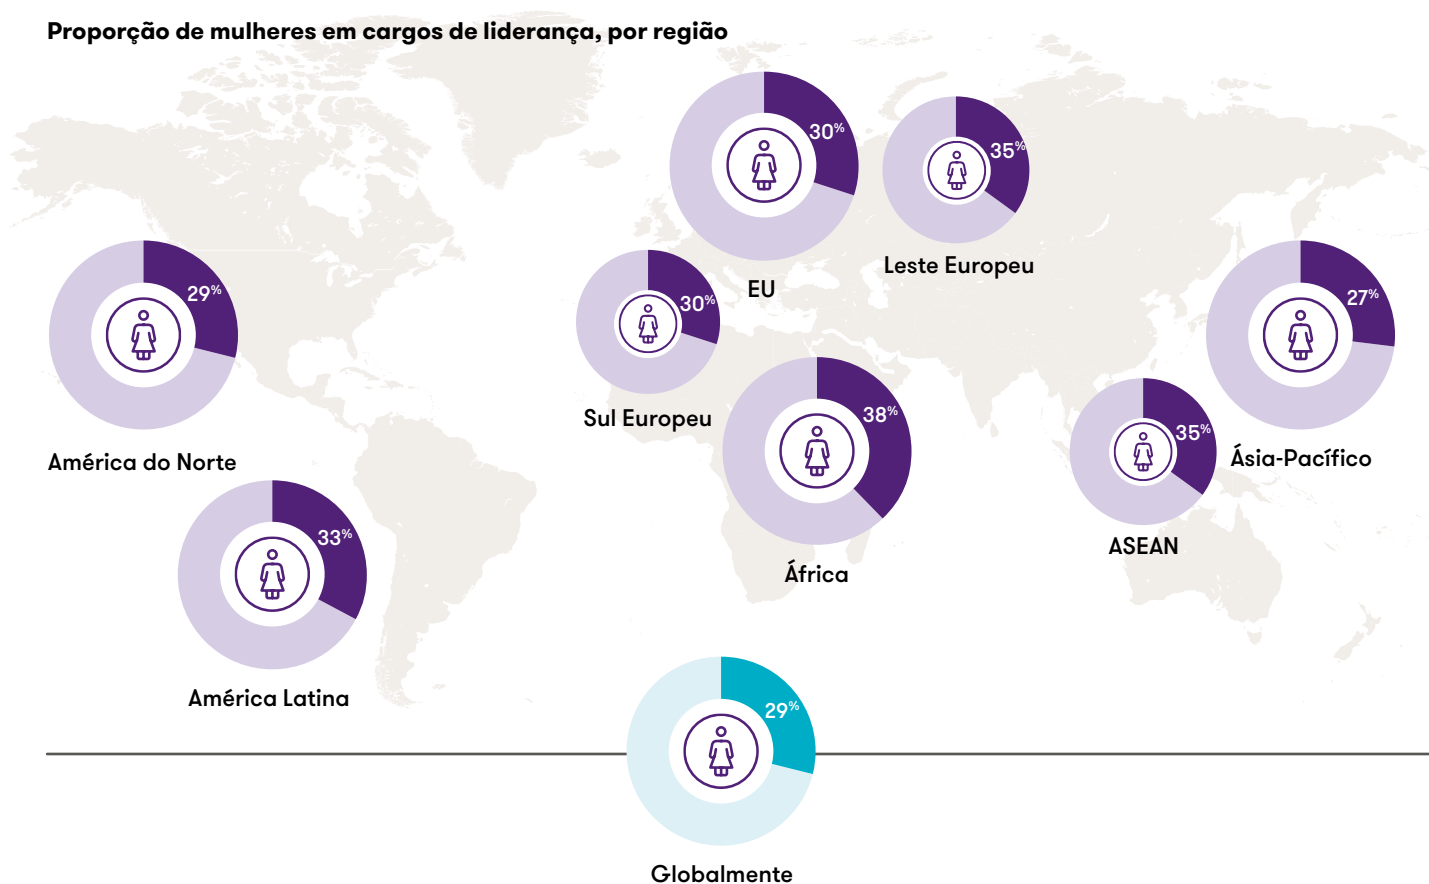 Proporção de mulheres em cargos de liderança, por região
30%
EU
35%
Leste Europeu
29%
América do Norte
30%
Sul Europeu
27%
Ásia-Pacífico
38%
África
35%
ASEAN
33%
América Latina
29%
Globalmente